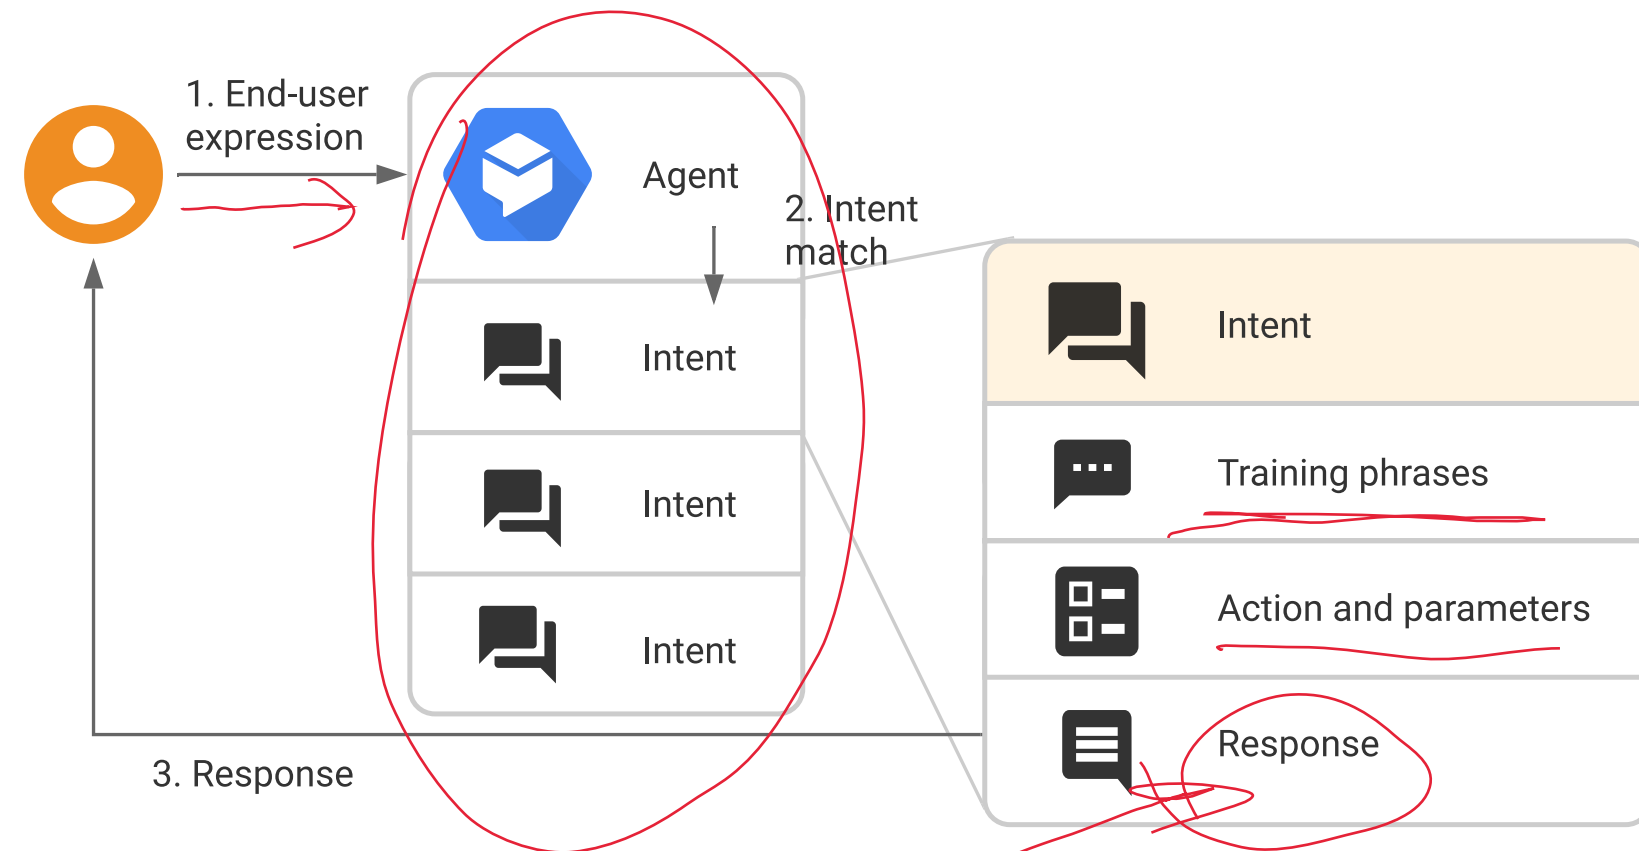 1. End-user
expression
Agent
2. Intent
match
Intent
Intent
Intent
3. Response
Intent
Training phrases
Action and parameters
Response